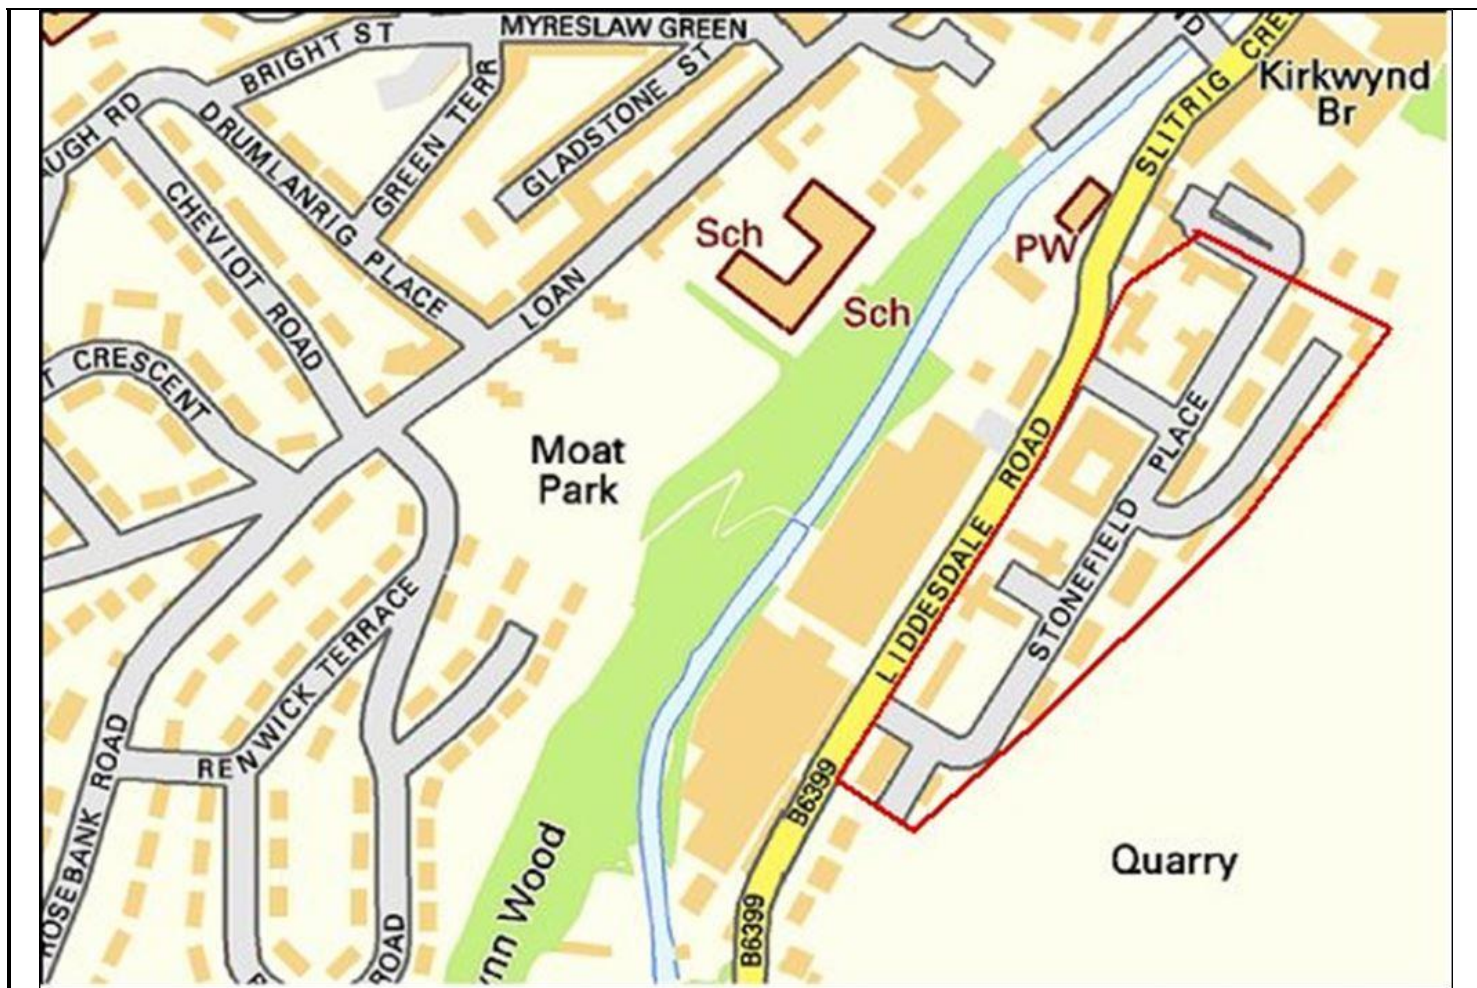 MYRESLAW GREEN
BRIGHT ST
GLADSTONE ST
GREEN TERR
AUGH RD
DRUMLANRIG PLACE
CHEVIOT ROAD
LOAN
CRESCENT
Sch
Sch
PW
SLITRIG CRE
Kirkwynd
Br
Moat
Park
LIDDESDALE ROAD
STONEFIELD PLACE
RENWICK TERRACE
ROSEBANK ROAD
ROAD
B6399
B6399
nn Wood
Quarry